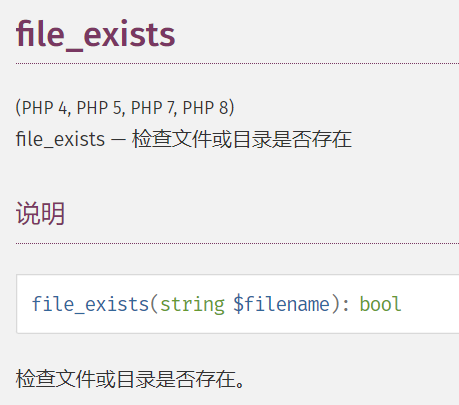 file_exists
(PHP 4, PHP 5, PHP 7, PHP 8)
file_exists — 检查文件或目录是否存在
说明
file_exists(string $filename): bool
检查文件或目录是否存在。